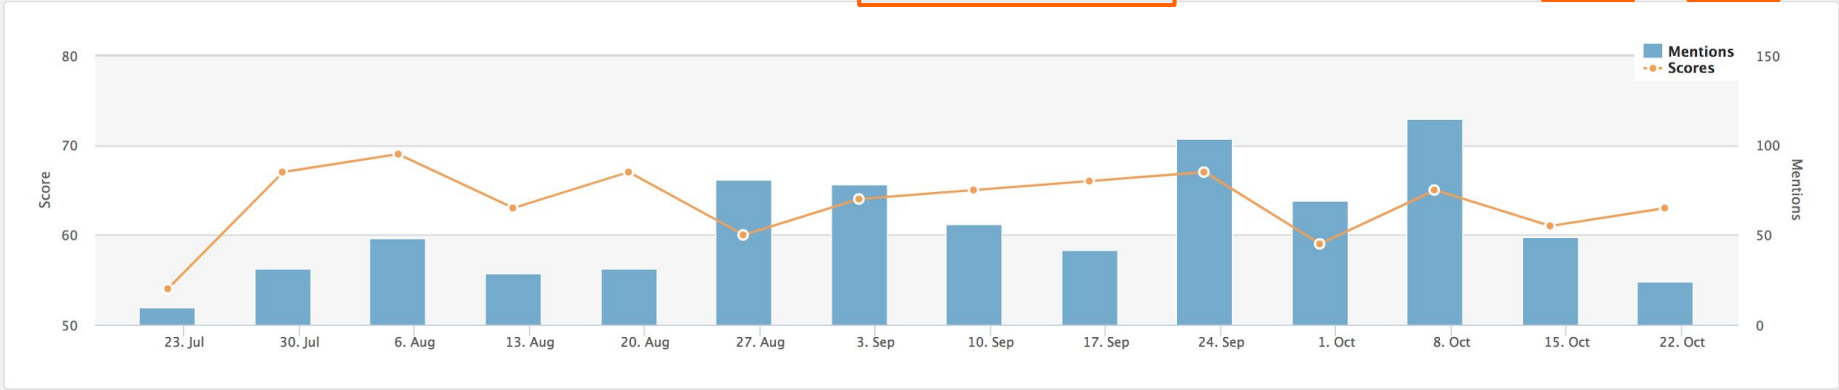 80
70
60
50
Score
Mentions
Scores
150
100
50
0
Mentions
23. Jul
30. Jul
6. Aug
13. Aug
20. Aug
27. Aug
3. Sep
10. Sep
17. Sep
24. Sep
1. Oct
8. Oct
15. Oct
22. Oct